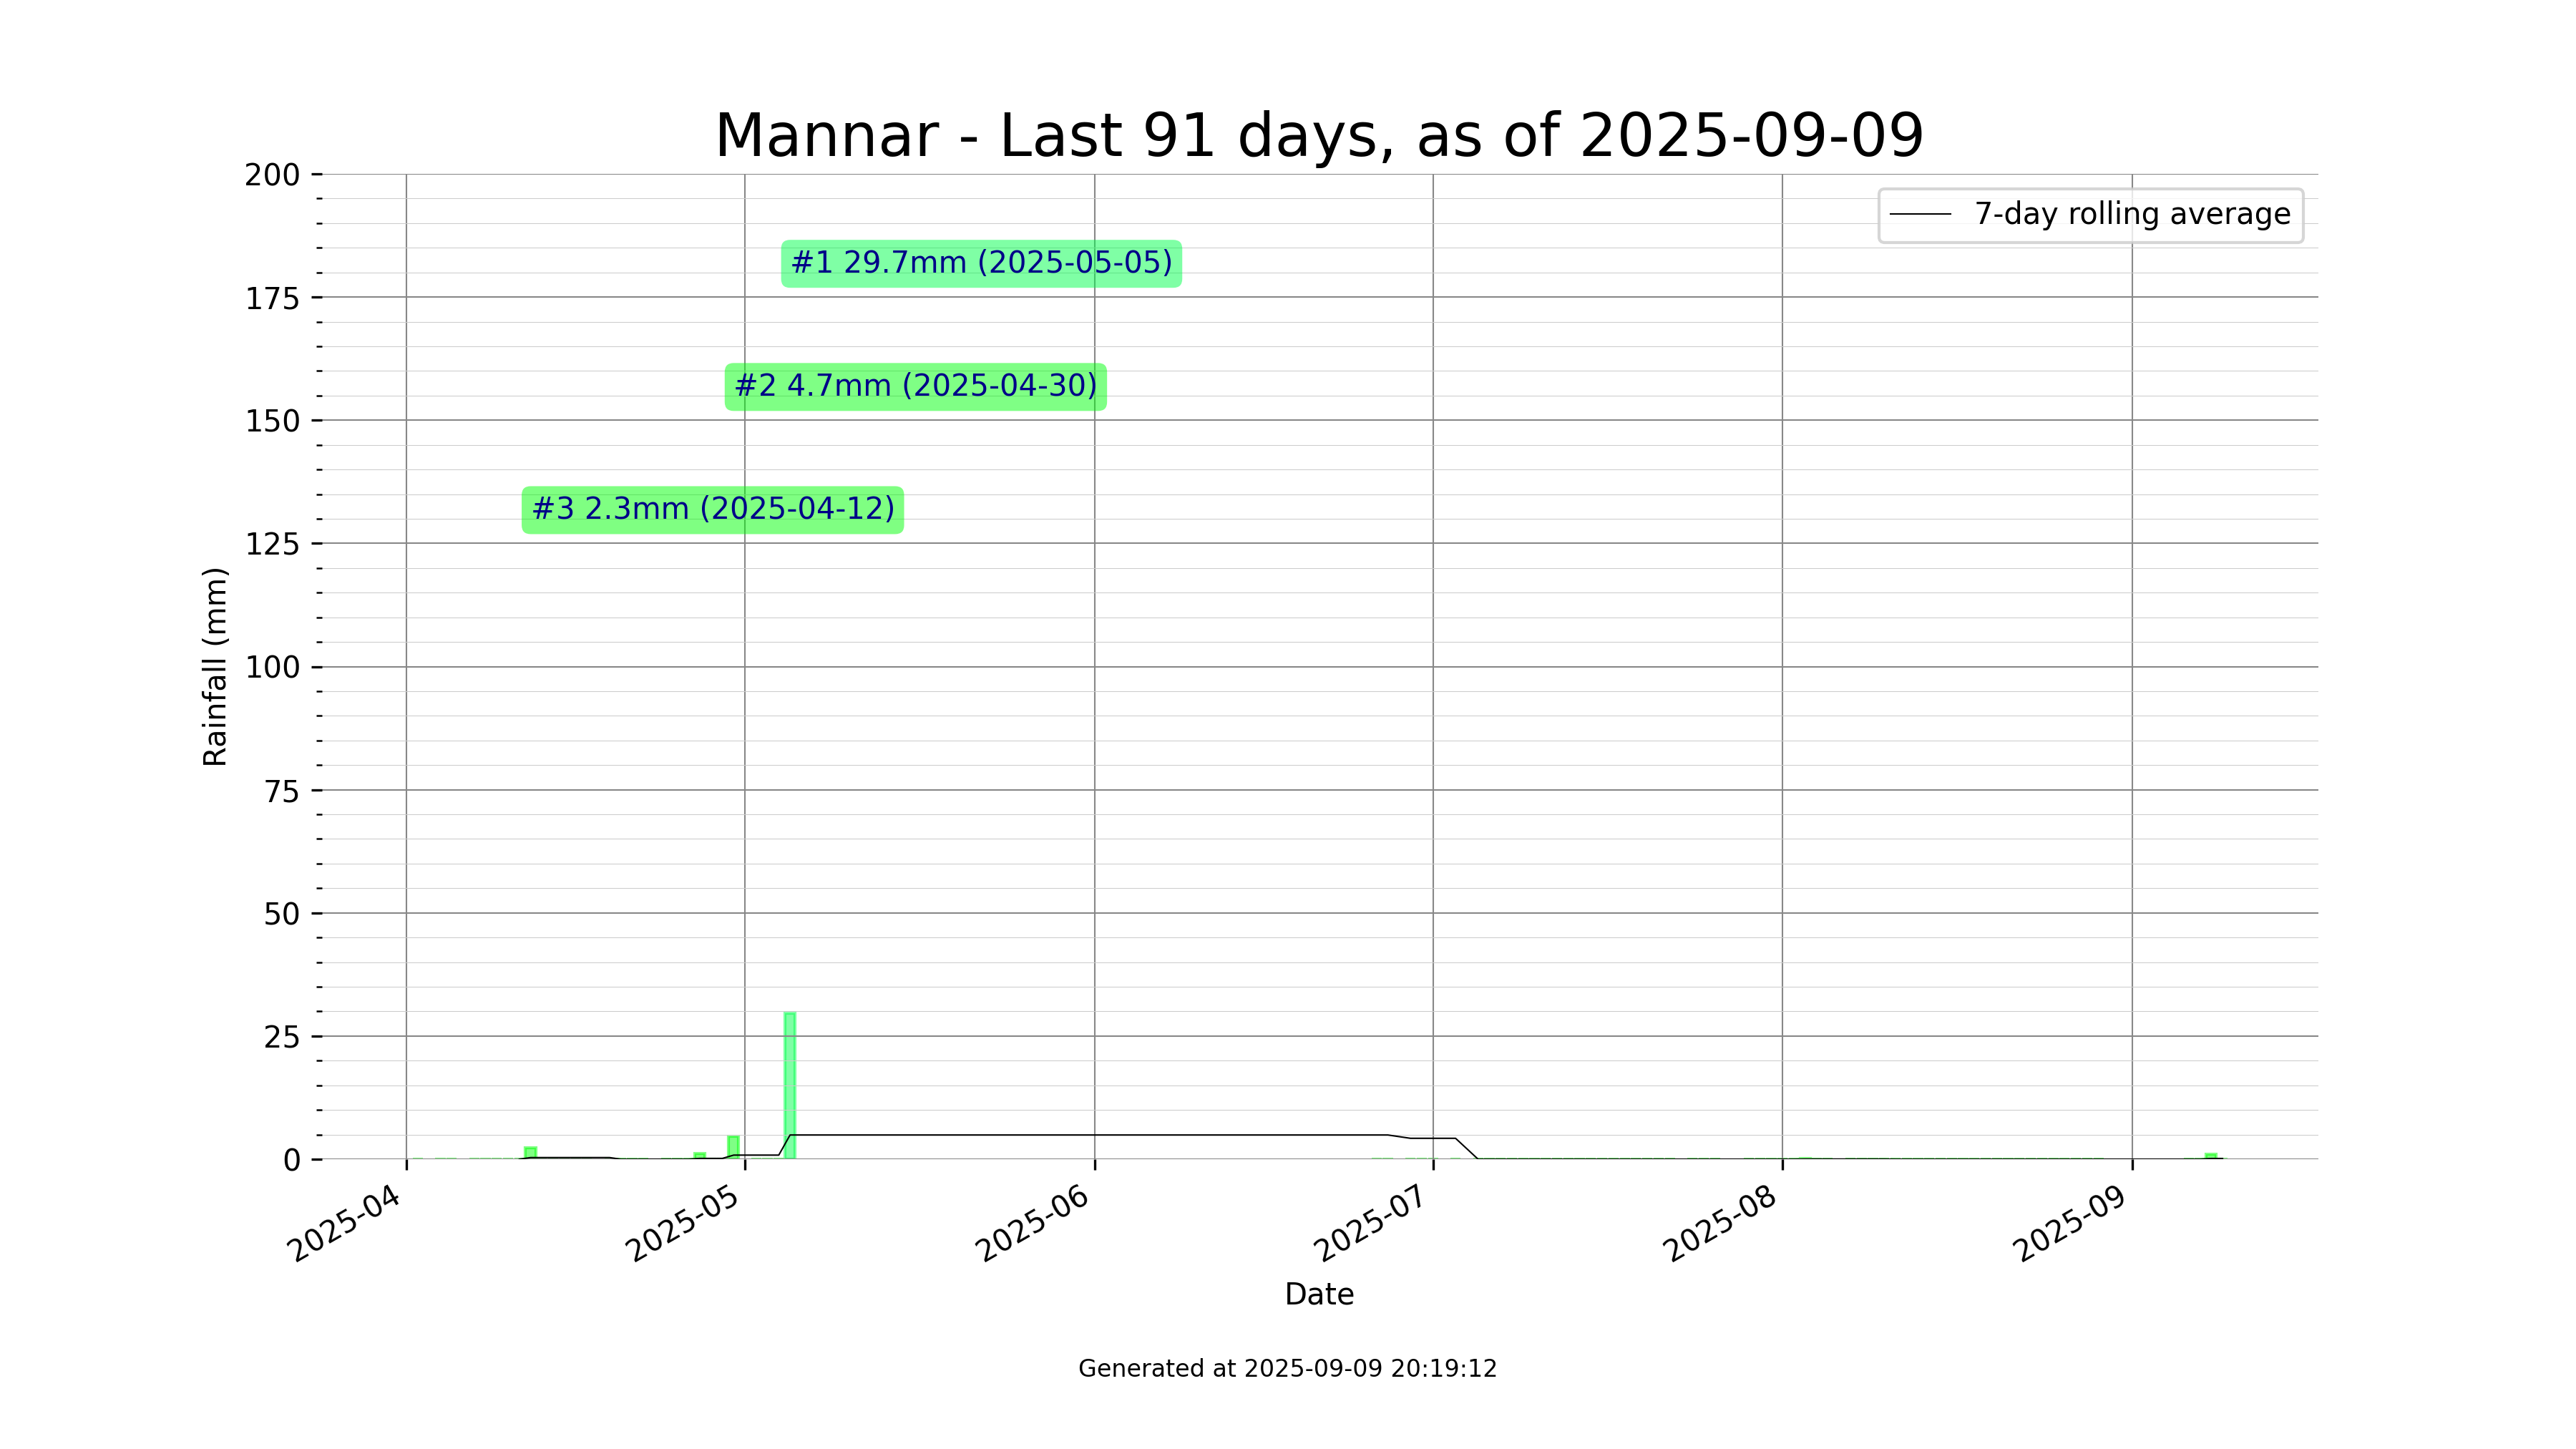 Mannar - Last 91 days, as of 2025-09-09
7-day rolling average
#1 29.7mm (2025-05-05)
#2 4.7mm (2025-04-30)
#3 2.3mm (2025-04-12)
Rainfall (mm)
200
175
150
125
100
75
50
25
0
2025-04
2025-05
2025-06
2025-07
2025-08
2025-09
Date
Generated at 2025-09-09 20:19:12